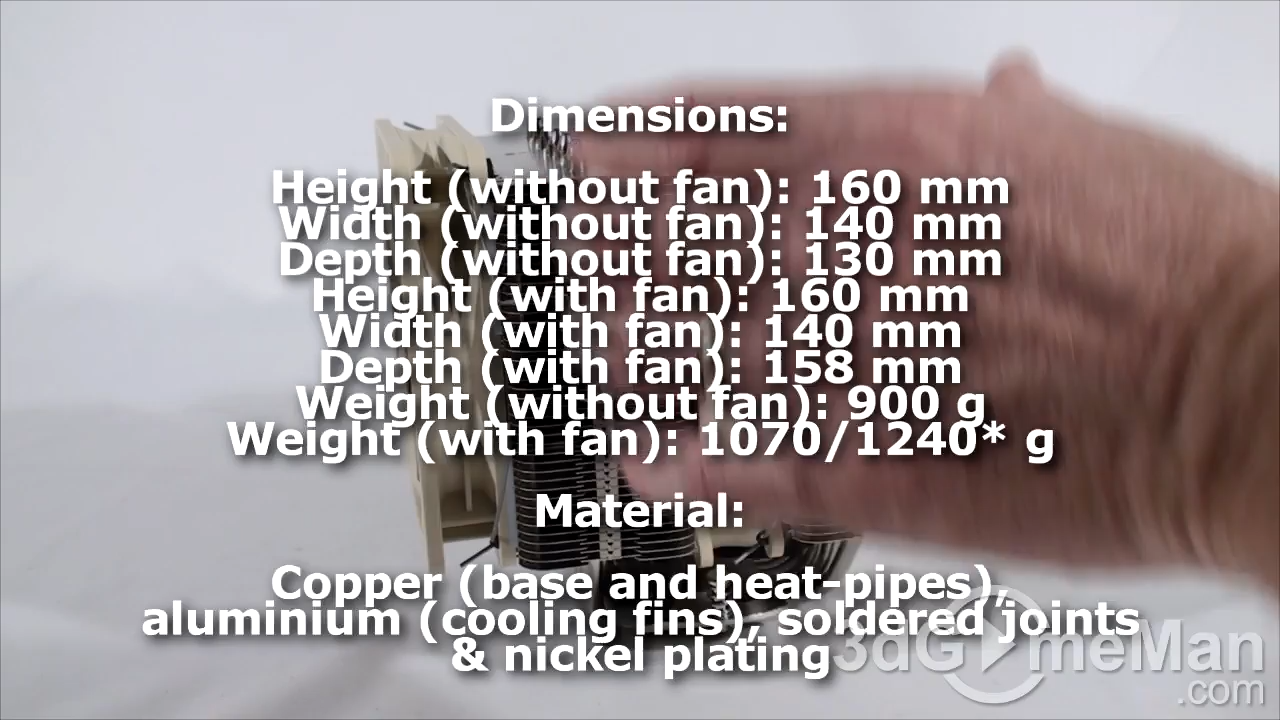 Dimensions:
Height (without fan): 160 mm
Width (without fan): 140 mm
Depth (without fan): 130 mm
Height (with fan): 160 mm
Width (with fan): 140 mm
Depth (with fan): 158 mm
Weight (without fan): 900 g
Weight (with fan): 1070/1240* g
Material:
Copper (base and heat-pipes),
aluminium (cooling fins), soldered joints
& nickel plating
3dGameMan
.com